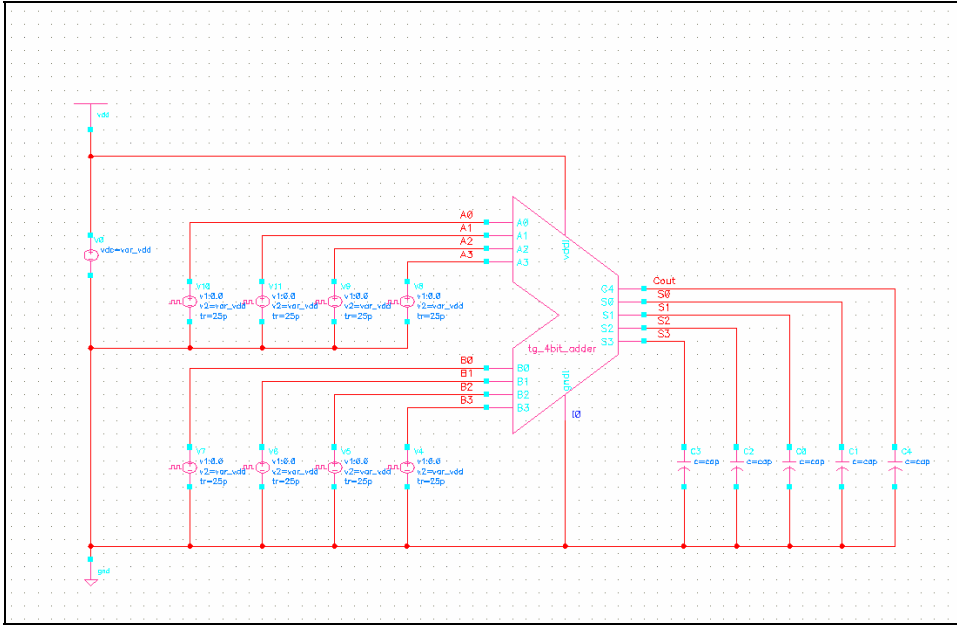 vdd
V0
vdc=var_vdd
A0
A1
A2
A3
A0
A1
A2
A3
vdd!
V10
v1:0.0
v2=var_vdd
tr=25p
V11
v1:0.0
v2=var_vdd
tr=25p
V9
v1:0.0
v2=var_vdd
tr=25p
V8
v1:0.0
v2=var_vdd
tr=25p
C4
S0
S1
S2
S3
Cout
S0
S1
S2
S3
tg_4bit_adder
B0
B1
B2
B3
B0
B1
B2
B3
gnd!
I0
V7
v1:0.0
v2=var_vdd
tr=25p
V6
v1:0.0
v2=var_vdd
tr=25p
V5
v1:0.0
v2=var_vdd
tr=25p
V4
v1:0.0
v2=var_vdd
tr=25p
C3
c=cap
C2
c=cap
C0
c=cap
C1
c=cap
C4
c=cap
gnd